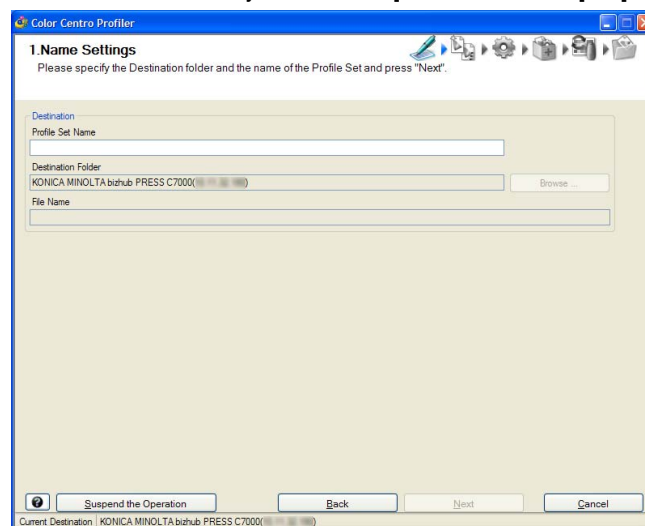 Color Centro Profiler
1.Name Settings
Please specify the Destination folder and the name of the Profile Set and press "Next".
Destination
Profile Set Name
Destination Folder
KONICA MINOLTA bizhub PRESS C7000( )
Browse ...
File Name
Suspend the Operation
Back
Next
Cancel
Current Destination KONICA MINOLTA bizhub PRESS C7000( )